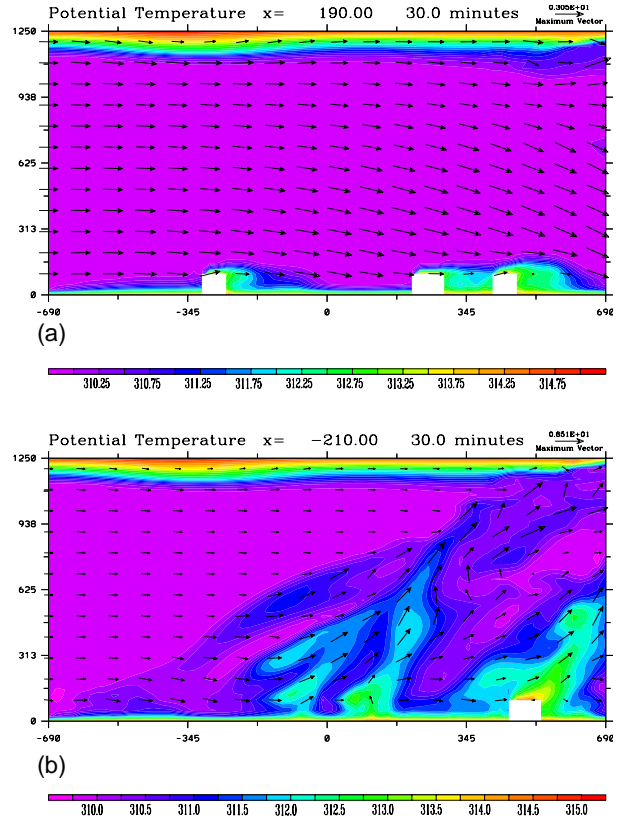 Potential Temperature x= 190.00 30.0 minutes
0.305E+01
Maximum Vector
1250
938
625
313
0
-690 -345 0 345 690
(a)
310.25 310.75 311.25 311.75 312.25 312.75 313.25 313.75 314.25 314.75
Potential Temperature x= -210.00 30.0 minutes
0.651E+01
Maximum Vector
1250
938
625
313
0
-690 -345 0 345 690
(b)
310.0 310.5 311.0 311.5 312.0 312.5 313.0 313.5 314.0 314.5 315.0